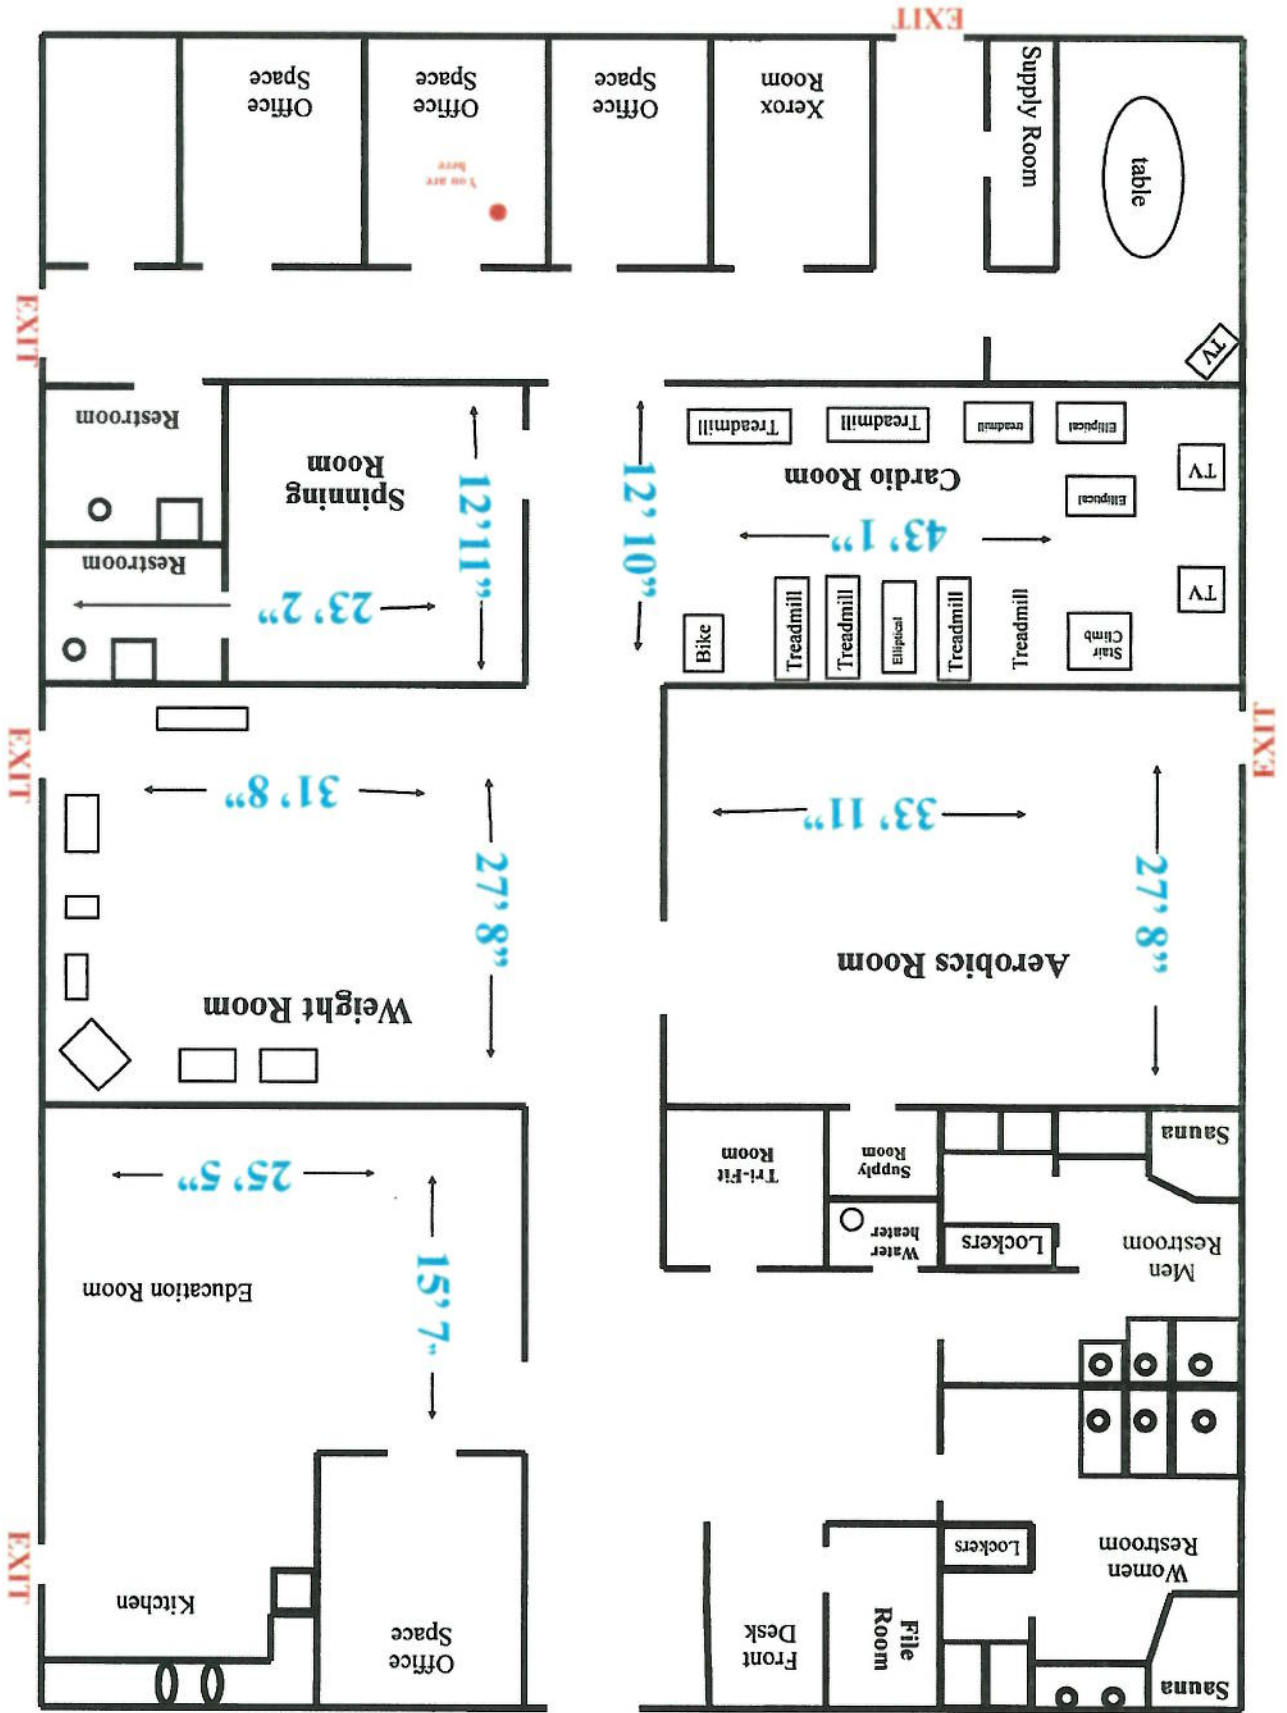 Sauna
Sauna
Women
Restroom
Lockers
File
Room
Front
Desk
Office
Space
Kitchen
EXIT
Men
Restroom
Lockers
Water
heater
Supply
Room
Tri-Fit
Room
Education Room
15’ 7”
25’ 5”
Aerobics Room
27’ 8”
33’ 11”
EXIT
Weight Room
27’ 8”
31’ 8”
EXIT
Stair
Climb
Treadmill
Treadmill
Elliptical
Treadmill
Treadmill
Bike
TV
TV
43’ 1”
Cardio Room
Elliptical
Elliptical
treadmill
Treadmill
Treadmill
12’ 10”
12’11”
23’ 2”
Spinning
Room
Restroom
Restroom
TV
EXIT
table
Supply Room
Xerox
Room
Office
Space
You are
here
Office
Space
Office
Space
EXIT